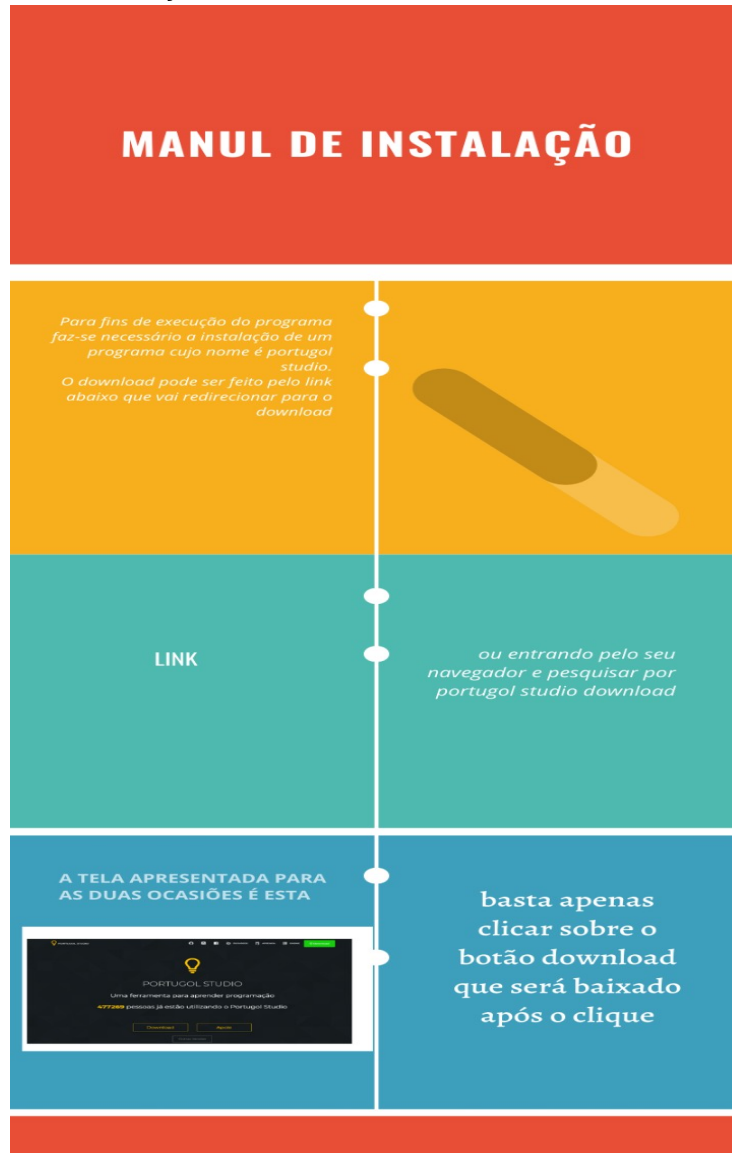 MANUL DE INSTALAÇÃO
Para fins de execução do programa
faz-se necessário a instalação de um
programa cujo nome é portugol
studio.
O download pode ser feito pelo link
abaixo que vai redirecionar para o
download
LINK
ou entrando pelo seu
navegador e pesquisar por
portugol studio download
A TELA APRESENTADA PARA
AS DUAS OCASIÕES É ESTA
PORTUGOL STUDIO
Uma ferramenta para aprender programação
477269 pessoas já estão utilizando o Portugol Studio
Download
Apoie
basta apenas
clicar sobre o
botão download
que será baixado
após o clique